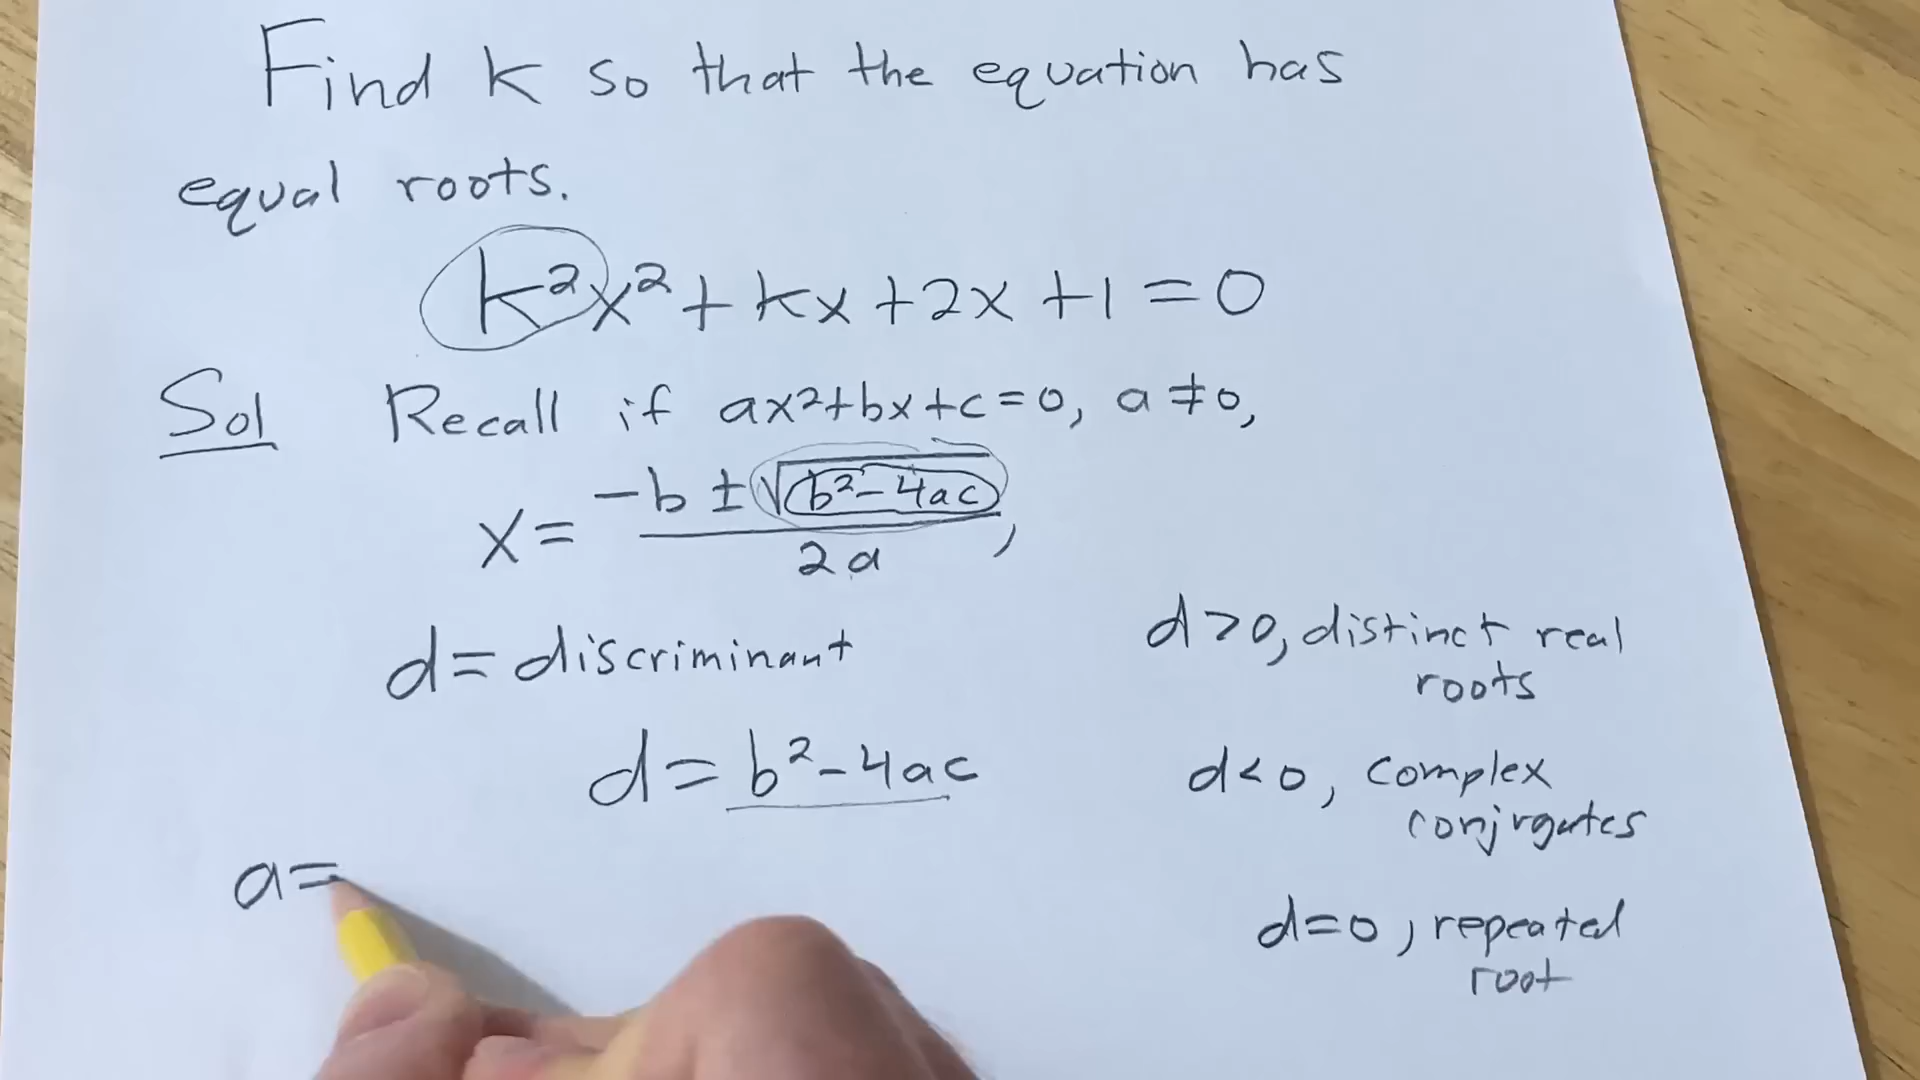 Find k so that the equation has
equal roots.
k²x² + kx + 2x + 1 = 0
Sol Recall if ax²+bx+c=0, a≠0,
x = (-b ± √(b²-4ac))/2a,
d = discriminant
d = b²-4ac
a=
d>0, distinct real
roots
d<0, complex
conjugates
d=0, repeated
root